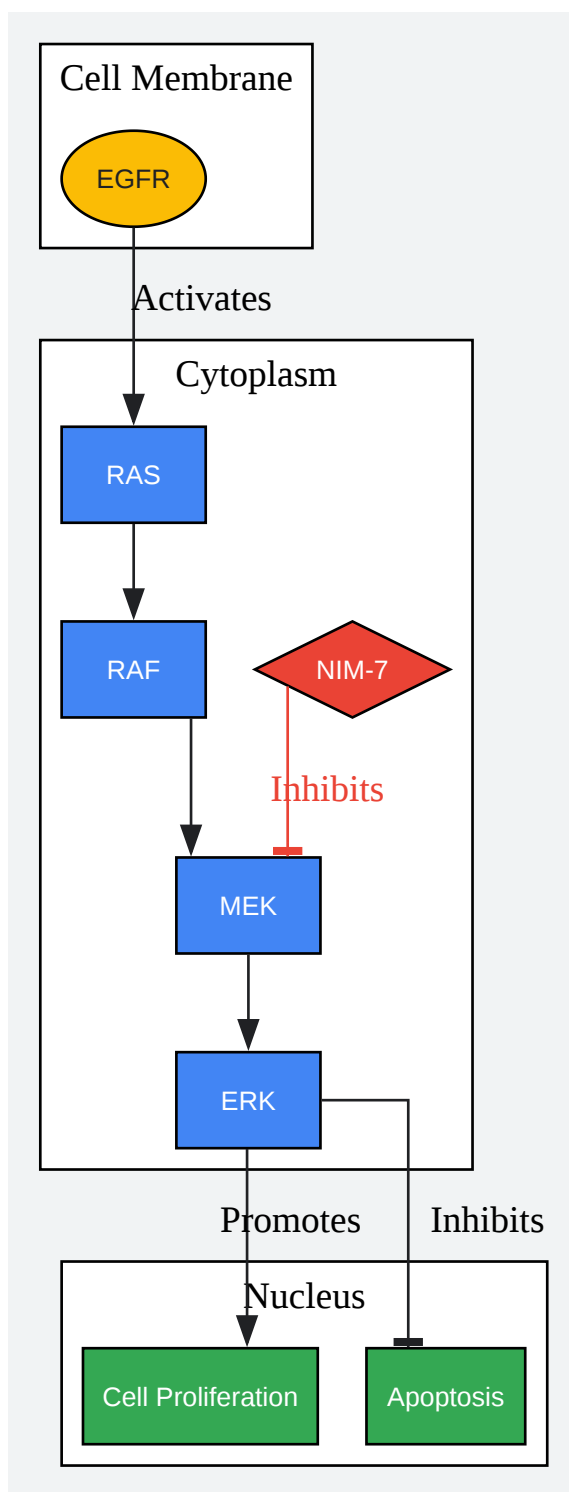 Cell Membrane
EGFR
Activates
Cytoplasm
RAS
RAF
NIM-7
Inhibits
MEK
ERK
Promotes
Inhibits
Nucleus
Cell Proliferation
Apoptosis